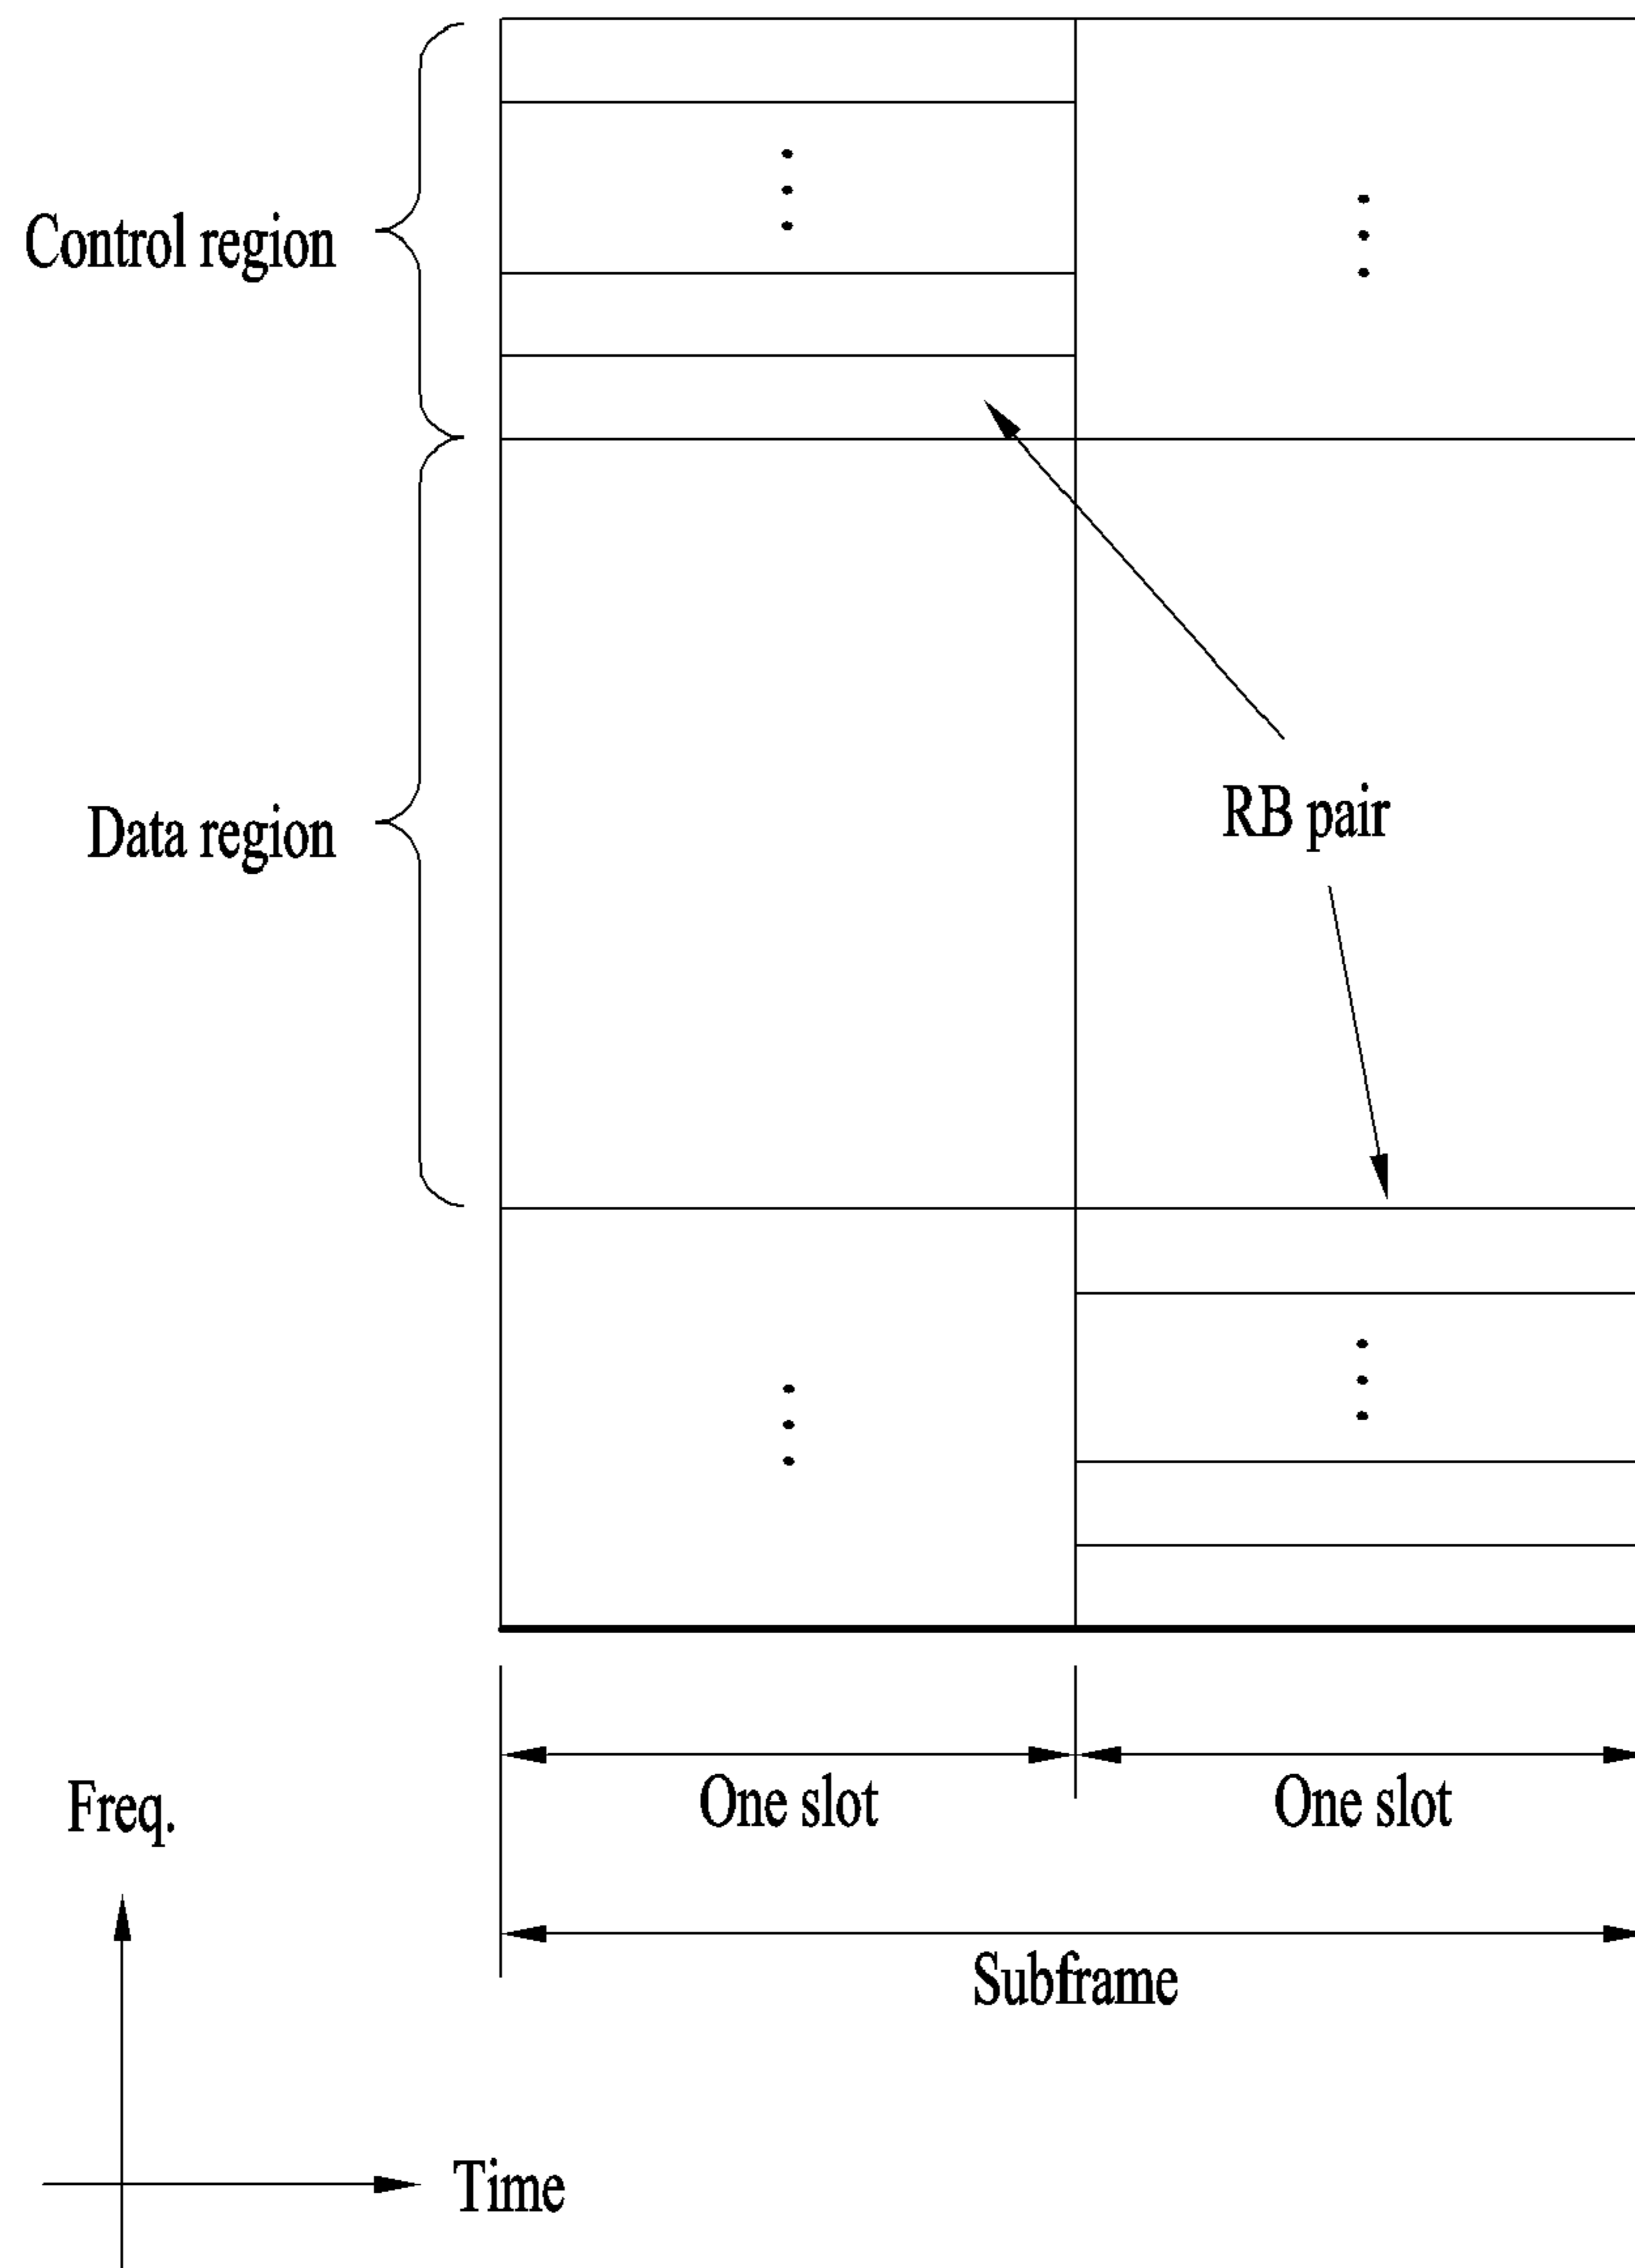 Control region
Data region
RB pair
One slot
One slot
Freq.
Subframe
Time